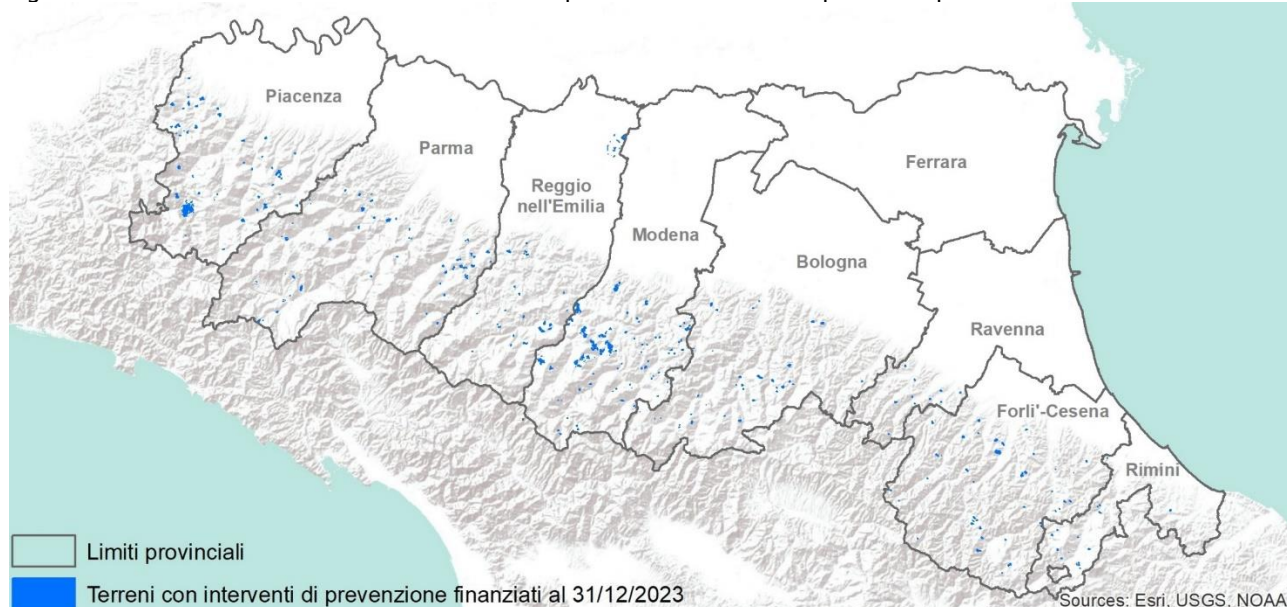 Piacenza
Parma
Reggio
nell'Emilia
Modena
Ferrara
Bologna
Ravenna
Forli'-Cesena
Rimini
Limiti provinciali
Terreni con interventi di prevenzione finanziati al 31/12/2023
Sources: Esri, USGS, NOAA